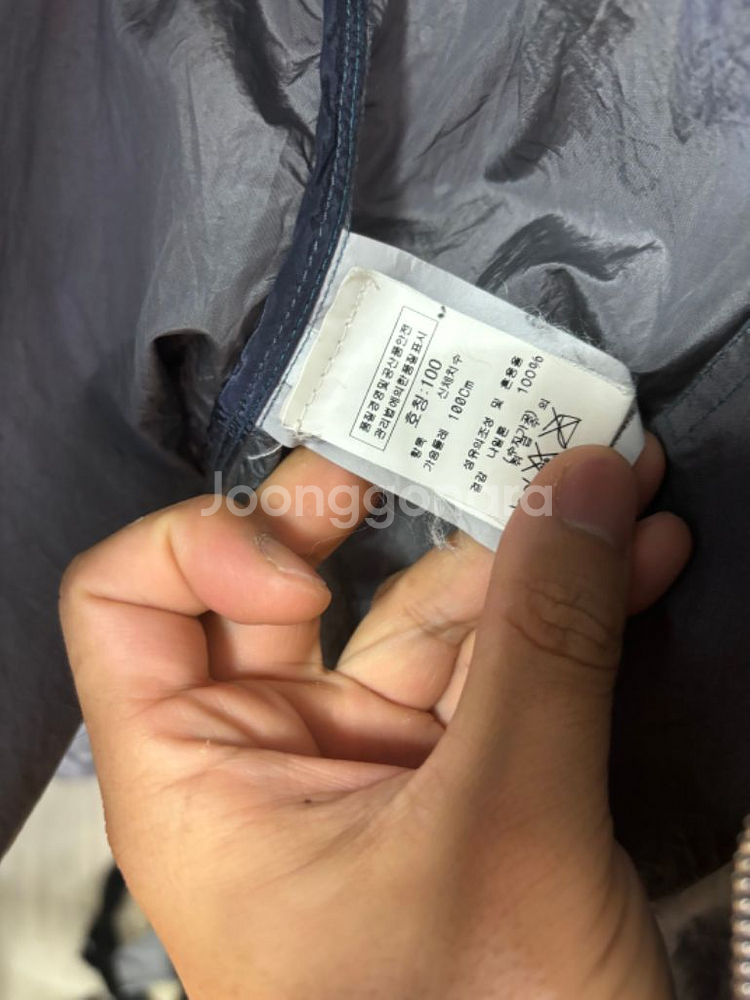 품질경영및공산품안전
관리법에의한품질표시
호칭:100
항목 신체치수
가슴둘레 100Cm
섬유의조성 및 혼용율
겉감 나일론 100%
Joonggonara